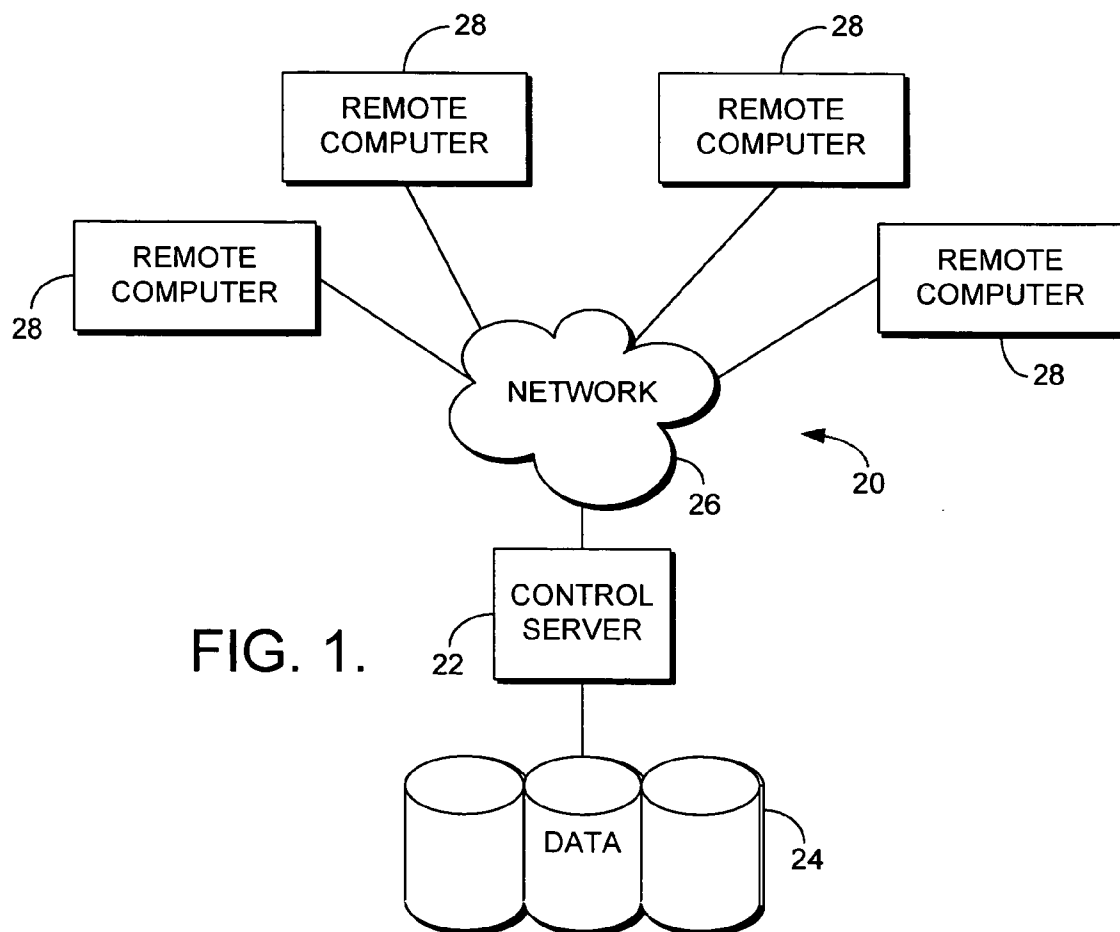 28
28
REMOTE
COMPUTER
REMOTE
COMPUTER
REMOTE
COMPUTER
REMOTE
COMPUTER
28
28
NETWORK
20
26
CONTROL
SERVER
22
FIG. 1.
DATA
24